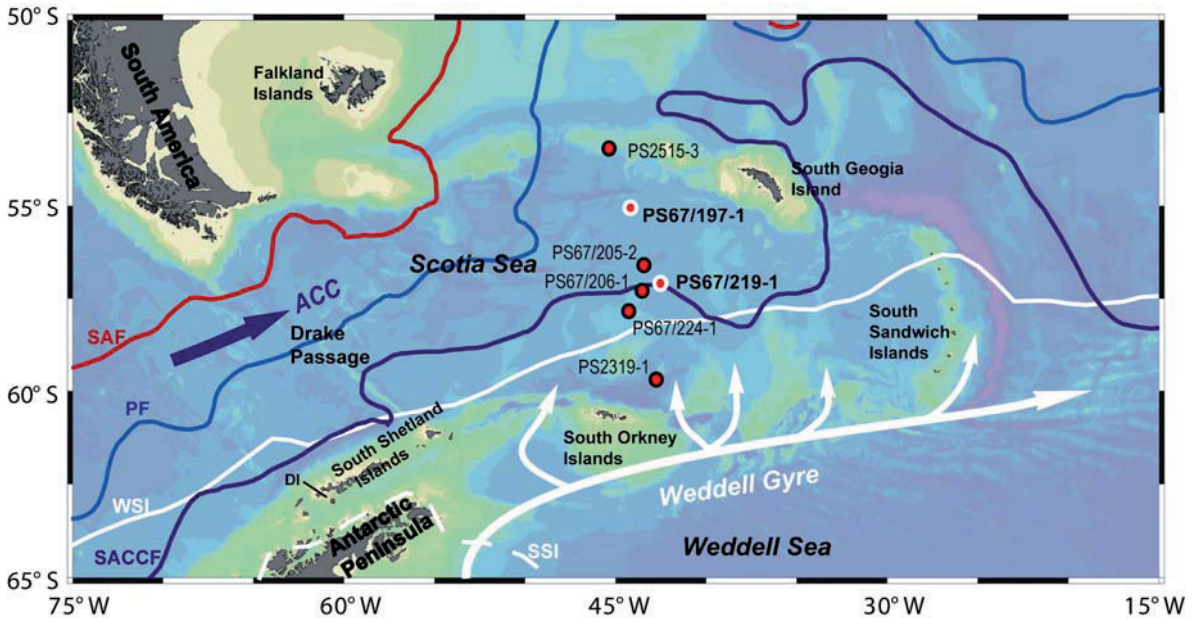 50° S
South America
Falkland
Islands
PS2515-3
South Geogia
Island
55° S
PS67/197-1
Scotia Sea
PS67/205-2
PS67/206-1
PS67/219-1
ACC
SAF
Drake
Passage
PS67/224-1
South
Sandwich
Islands
PS2319-1
60° S
PF
South Shetland
Islands
South Orkney
Islands
DI
WSI
Weddell Gyre
Antarctic
Peninsula
SACCF
SSI
Weddell Sea
65° S
75° W
60° W
45° W
30° W
15° W